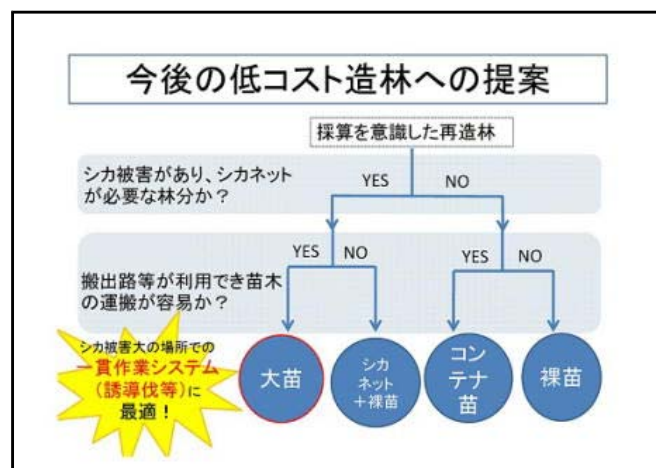 今後の低コスト造林への提案
採算を意識した再造林
シカ被害があり、シカネット
が必要な林分か？
YES
NO
搬出路等が利用でき苗木
の運搬が容易か？
YES
NO
YES
NO
シカ被害大の場所での
一貫作業システム
（誘導伐等）に
最適！
大苗
シカ
ネット
＋裸苗
コン
テナ
苗
裸苗